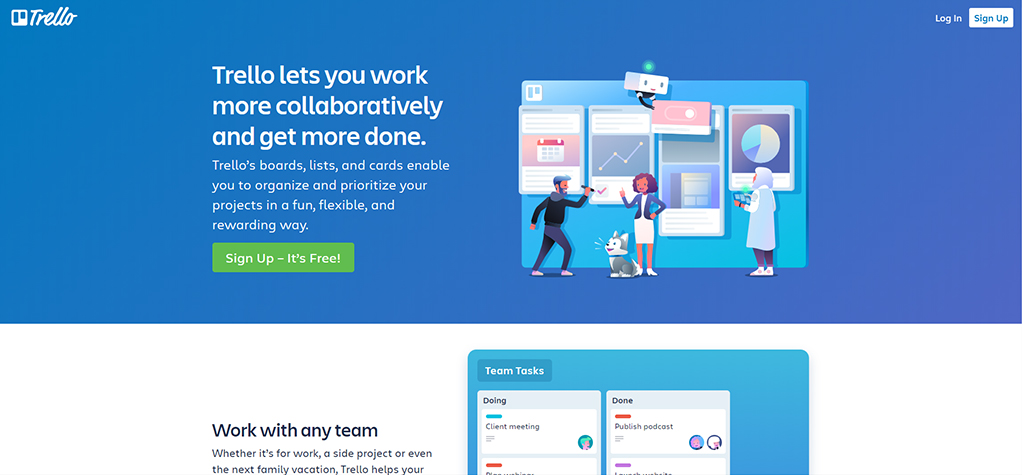 Trello
Log In
Sign Up
Trello lets you work
more collaboratively
and get more done.
Trello's boards, lists, and cards enable
you to organize and prioritize your
projects in a fun, flexible, and
rewarding way.
Sign Up – It's Free!
Work with any team
Whether it's for work, a side project or even
the next family vacation, Trello helps your
Team Tasks
Doing
Client meeting
Plan webinar
Done
Publish podcast
Launch website